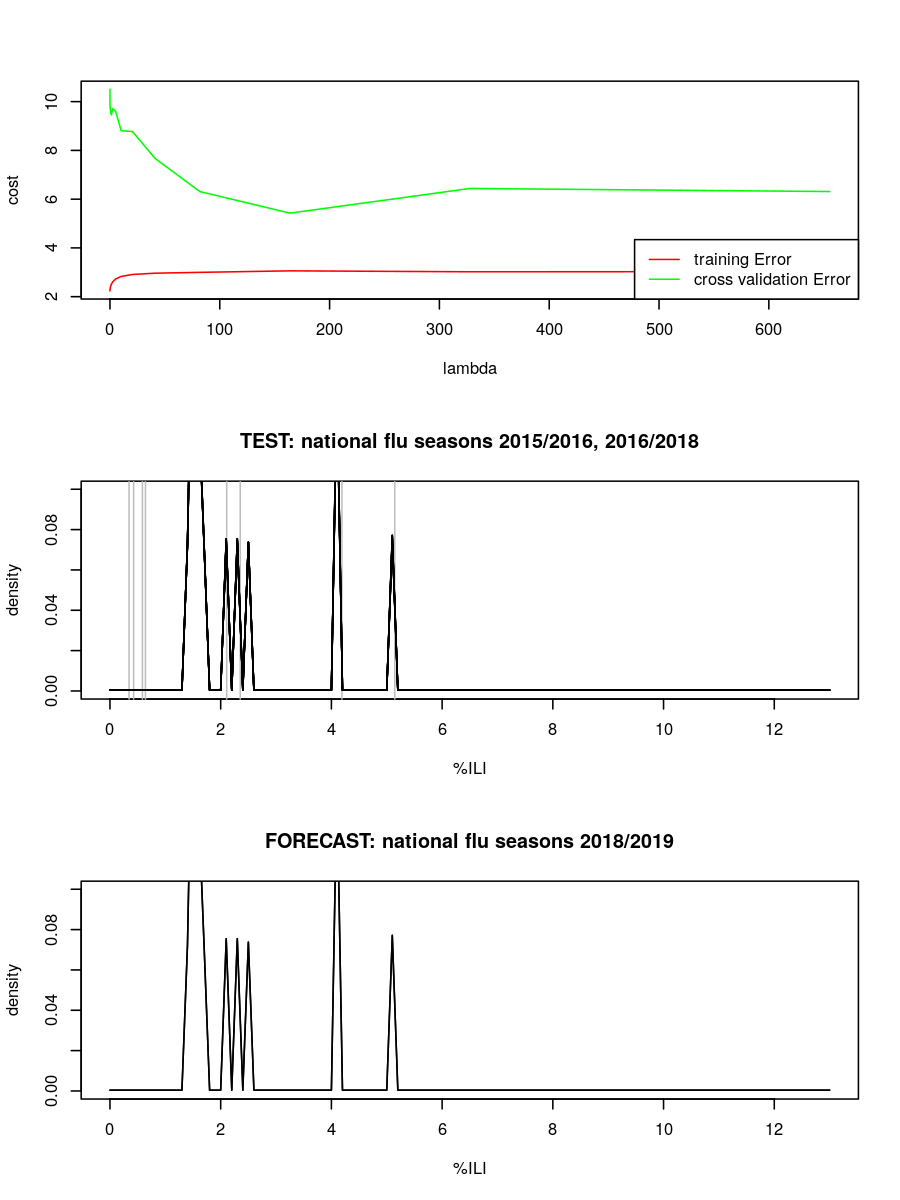 cost
10
8
6
4
2
training Error
cross validation Error
0 100 200 300 400 500 600
lambda
TEST: national flu seasons 2015/2016, 2016/2018
density
0.08
0.04
0.00
0 2 4 6 8 10 12
%ILI
FORECAST: national flu seasons 2018/2019
density
0.08
0.04
0.00
0 2 4 6 8 10 12
%ILI